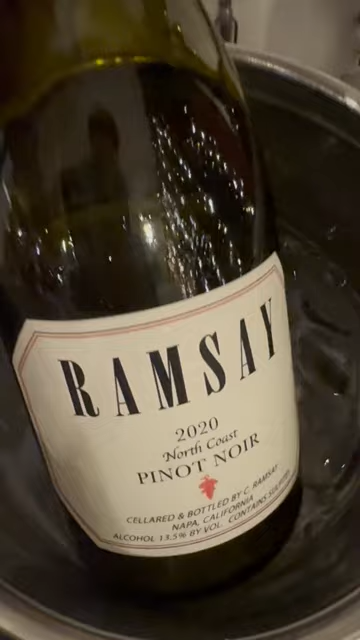 RAMSAY
2020
North Coast
PINOT NOIR
CELLARED & BOTTLED BY C. RAMSAY
NAPA, CALIFORNIA
ALCOHOL 13.5% BY VOL. CONTAINS SULFITES